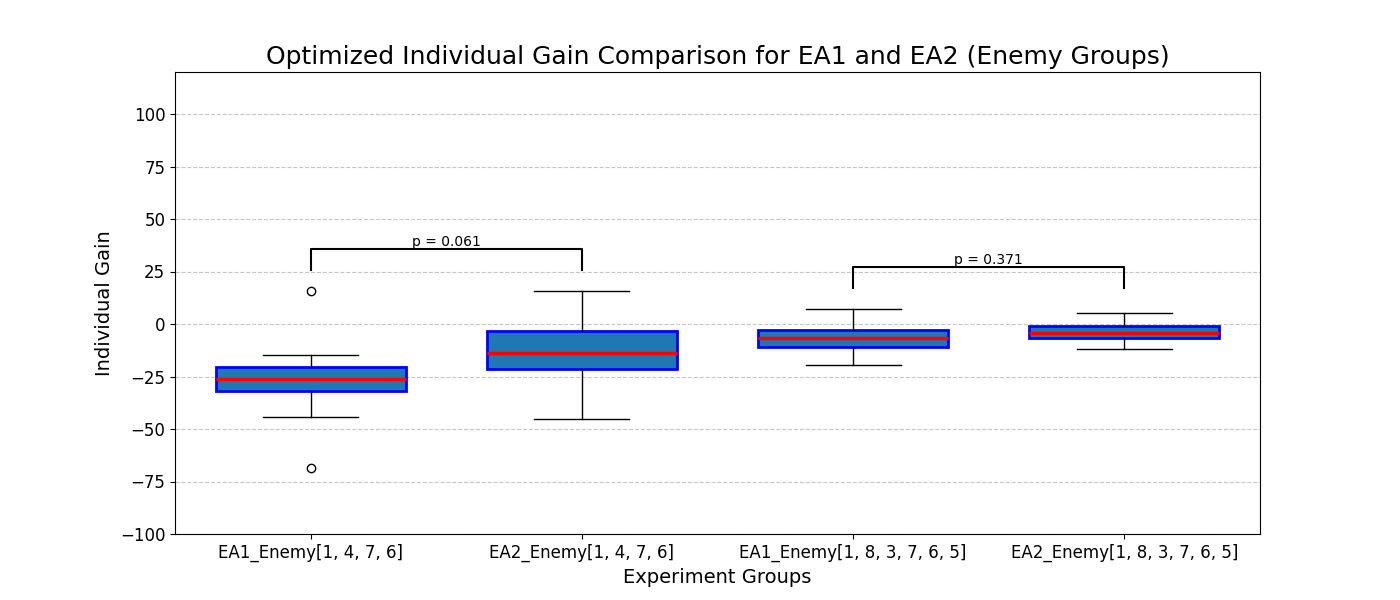 Optimized Individual Gain Comparison for EA1 and EA2 (Enemy Groups)
Individual Gain
100
75
50
25
0
−25
−50
−75
−100
p = 0.061
p = 0.371
EA1_Enemy[1, 4, 7, 6]
EA2_Enemy[1, 4, 7, 6]
EA1_Enemy[1, 8, 3, 7, 6, 5]
EA2_Enemy[1, 8, 3, 7, 6, 5]
Experiment Groups